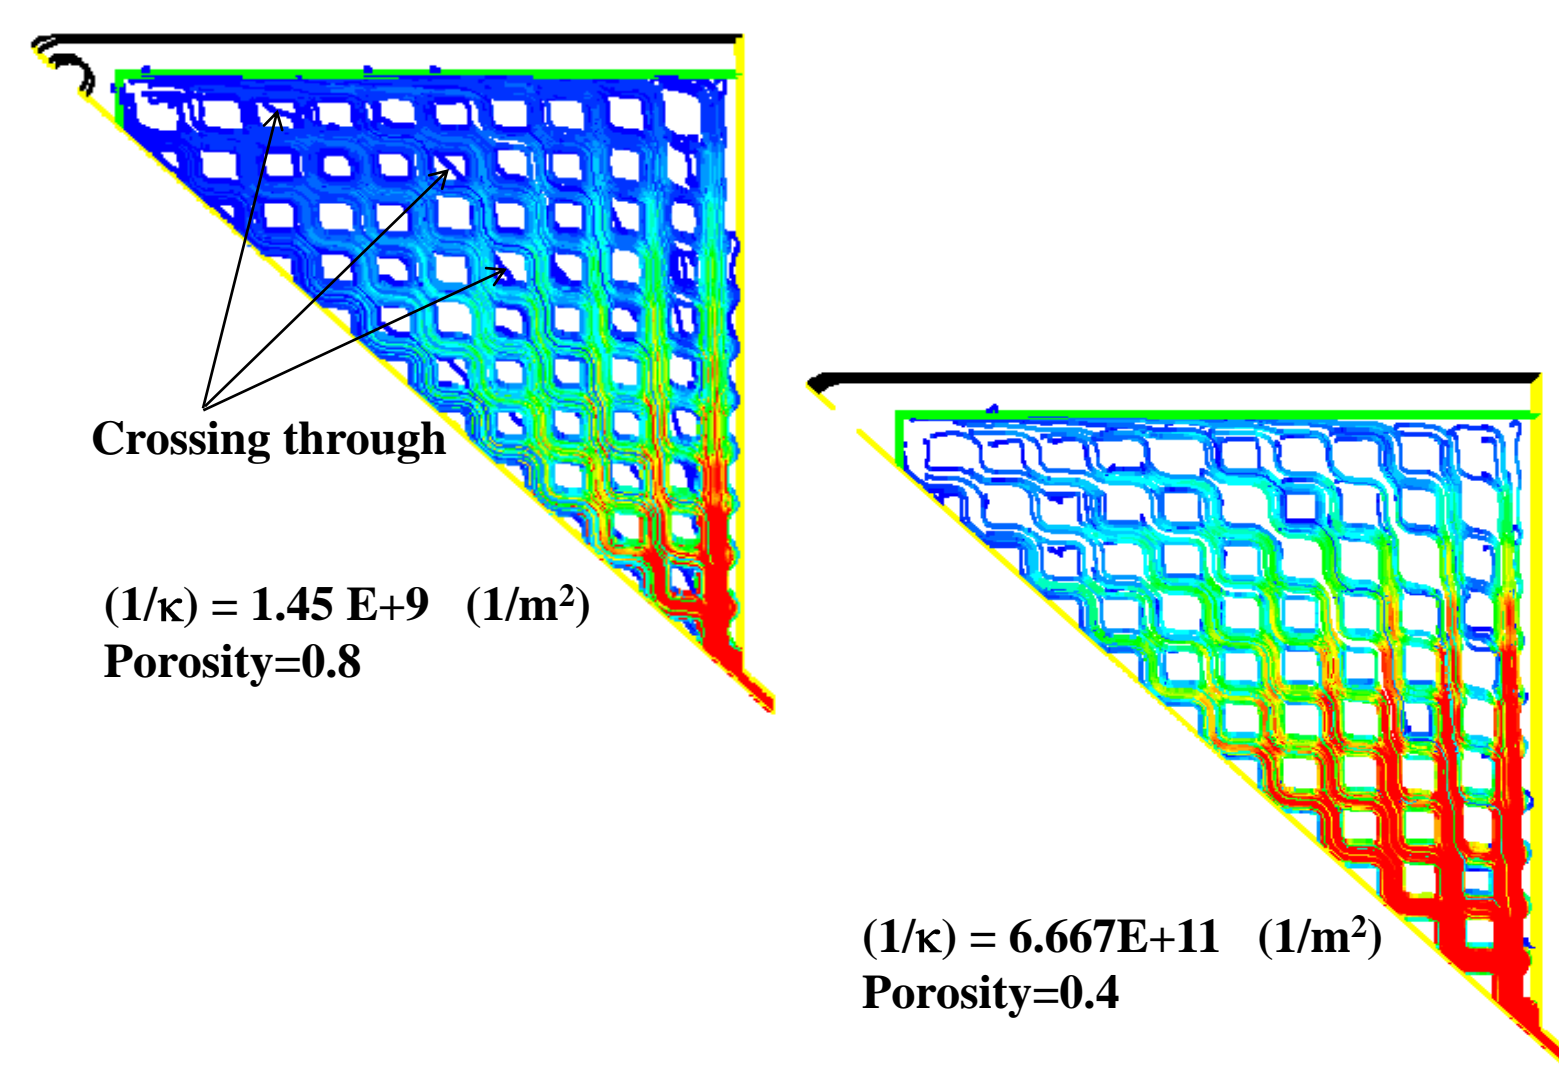 Crossing through
(1/κ) = 1.45 E+9 (1/m²)
Porosity=0.8
(1/κ) = 6.667E+11 (1/m²)
Porosity=0.4